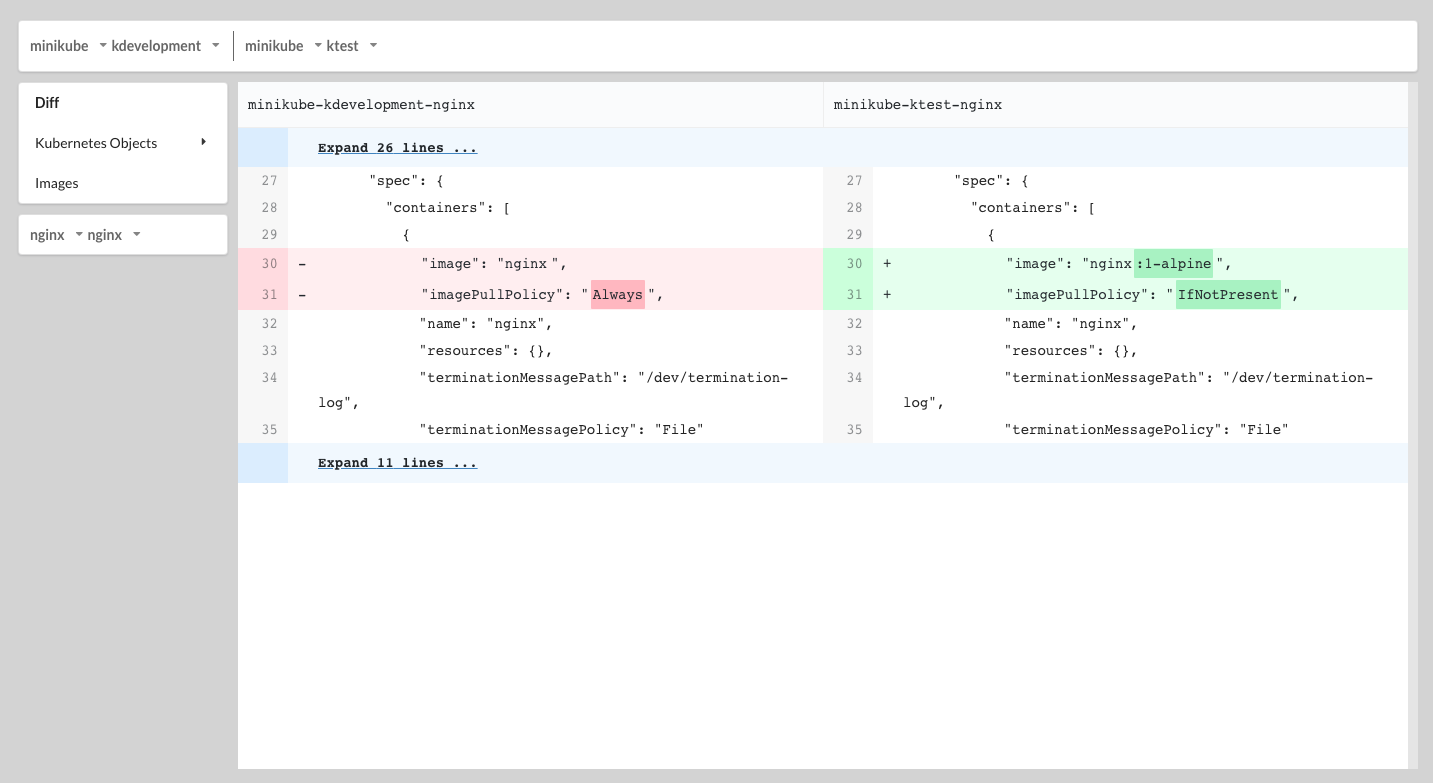 minikube kdevelopment minikube ktest
Diff
Kubernetes Objects
Images
nginx nginx
minikube-kdevelopment-nginx
minikube-ktest-nginx
Expand 26 lines ...
27 "spec": { 27 "spec": {
28 "containers": [ 28 "containers": [
29 { 29 {
30 - "image": "nginx ", 30 + "image": "nginx :1-alpine ",
31 - "imagePullPolicy": " Always ", 31 + "imagePullPolicy": " IfNotPresent ",
32 "name": "nginx", 32 "name": "nginx",
33 "resources": {}, 33 "resources": {},
34 "terminationMessagePath": "/dev/termination- 34 "terminationMessagePath": "/dev/termination-
log", log",
35 "terminationMessagePolicy": "File" 35 "terminationMessagePolicy": "File"
Expand 11 lines ...